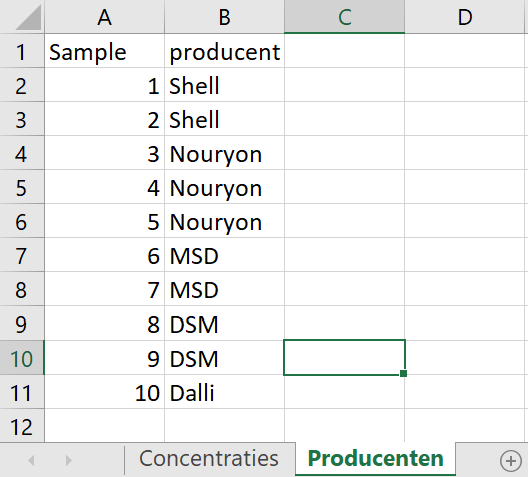 A B C D
1 Sample producent
2 1 Shell
3 2 Shell
4 3 Nouryon
5 4 Nouryon
6 5 Nouryon
7 6 MSD
8 7 MSD
9 8 DSM
10 9 DSM
11 10 Dalli
12
Concentraties Producenten